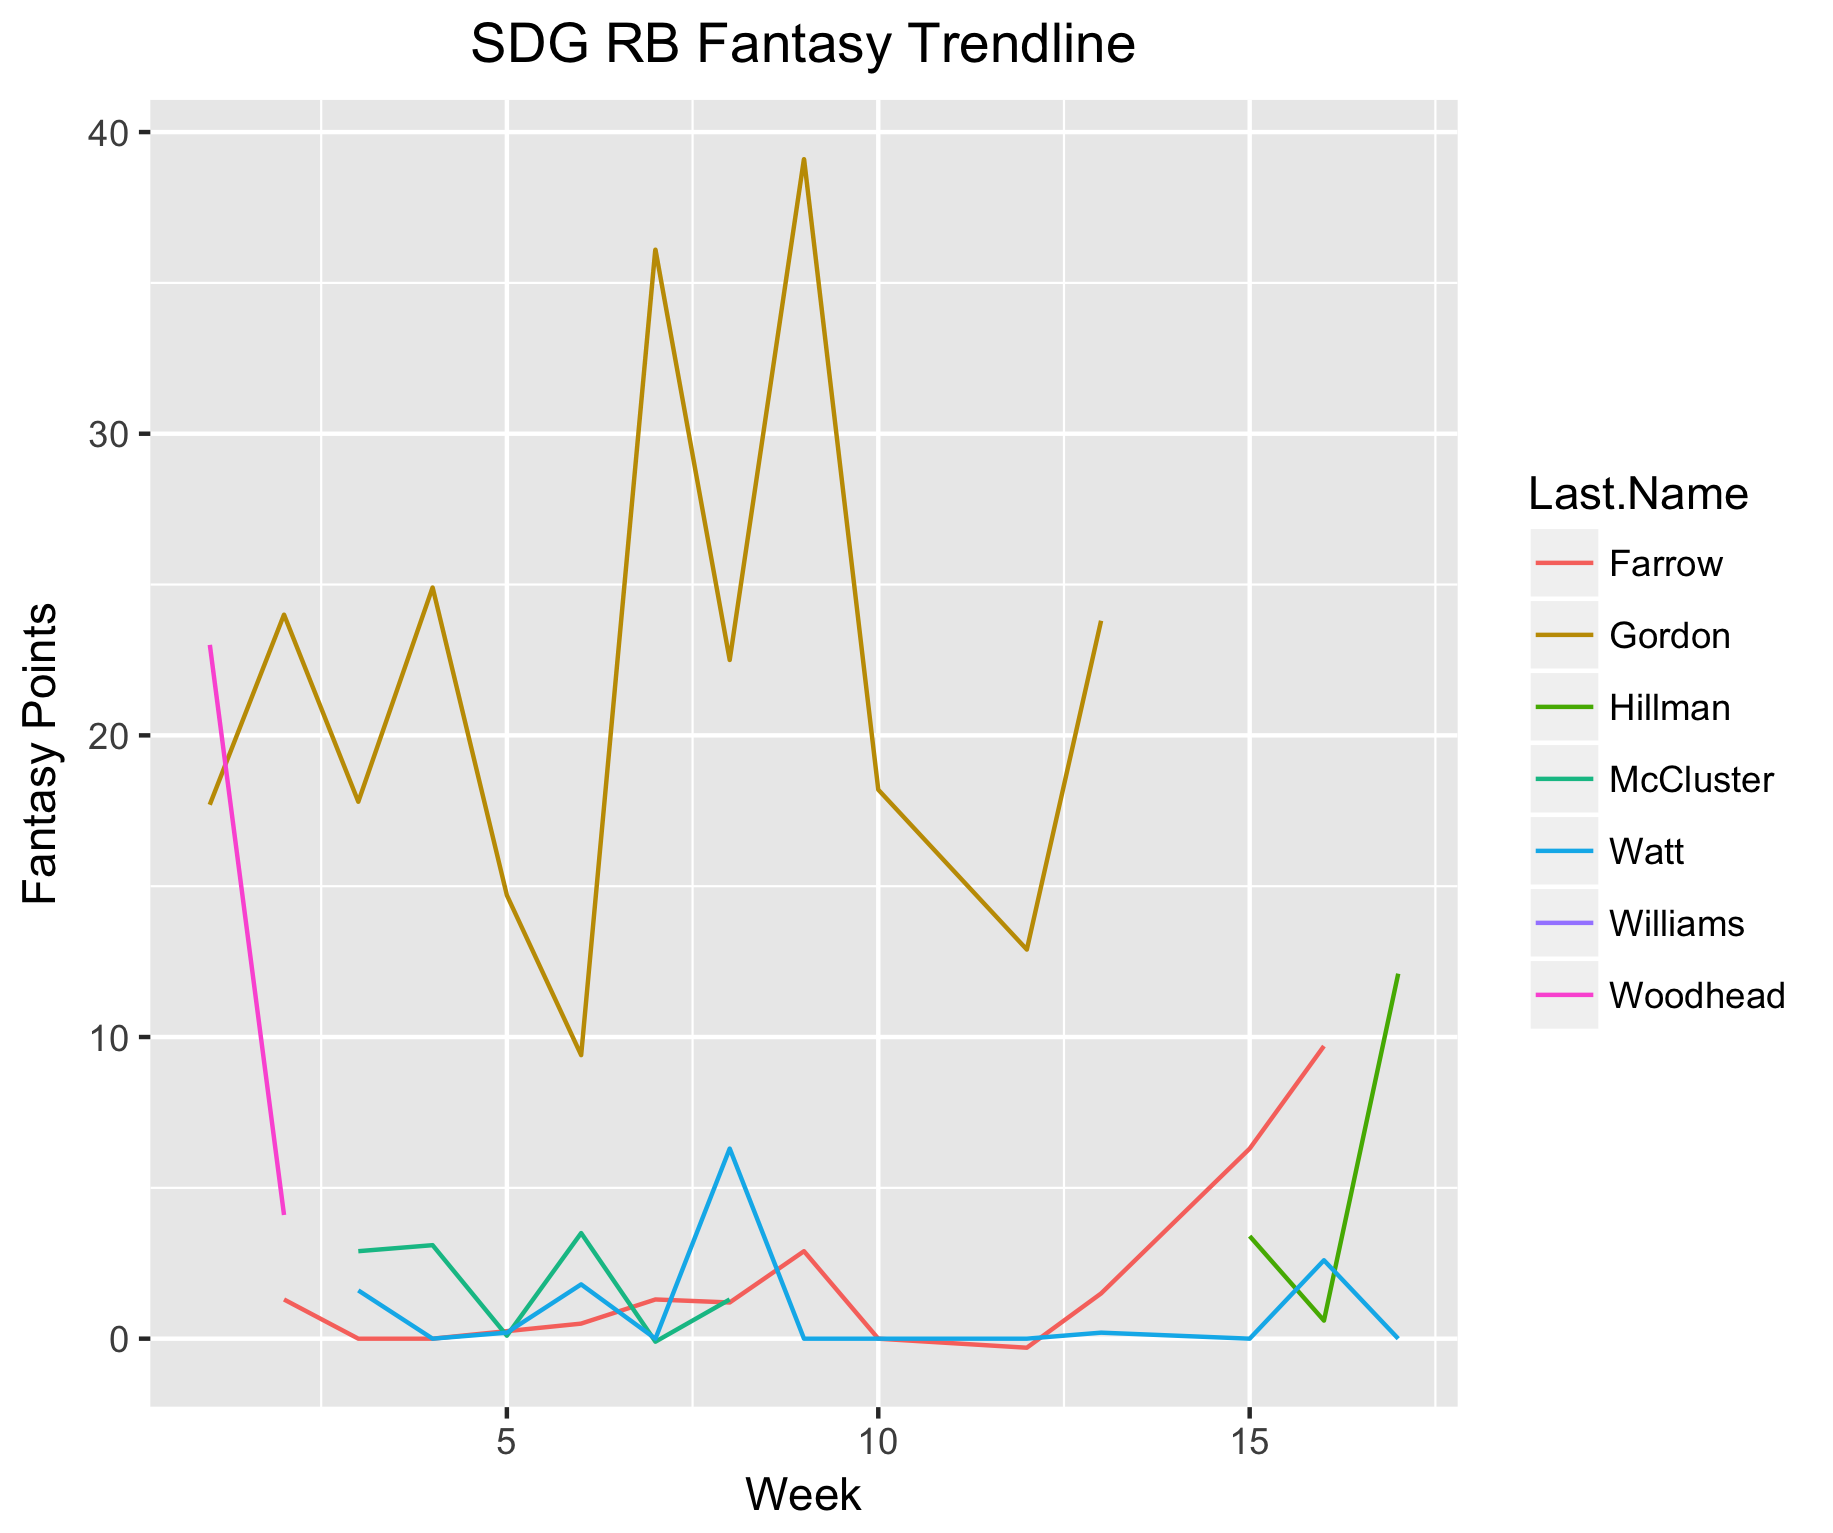 SDG RB Fantasy Trendline
40
30
20
10
0
Fantasy Points
5
10
15
Week
Last.Name
Farrow
Gordon
Hillman
McCluster
Watt
Williams
Woodhead